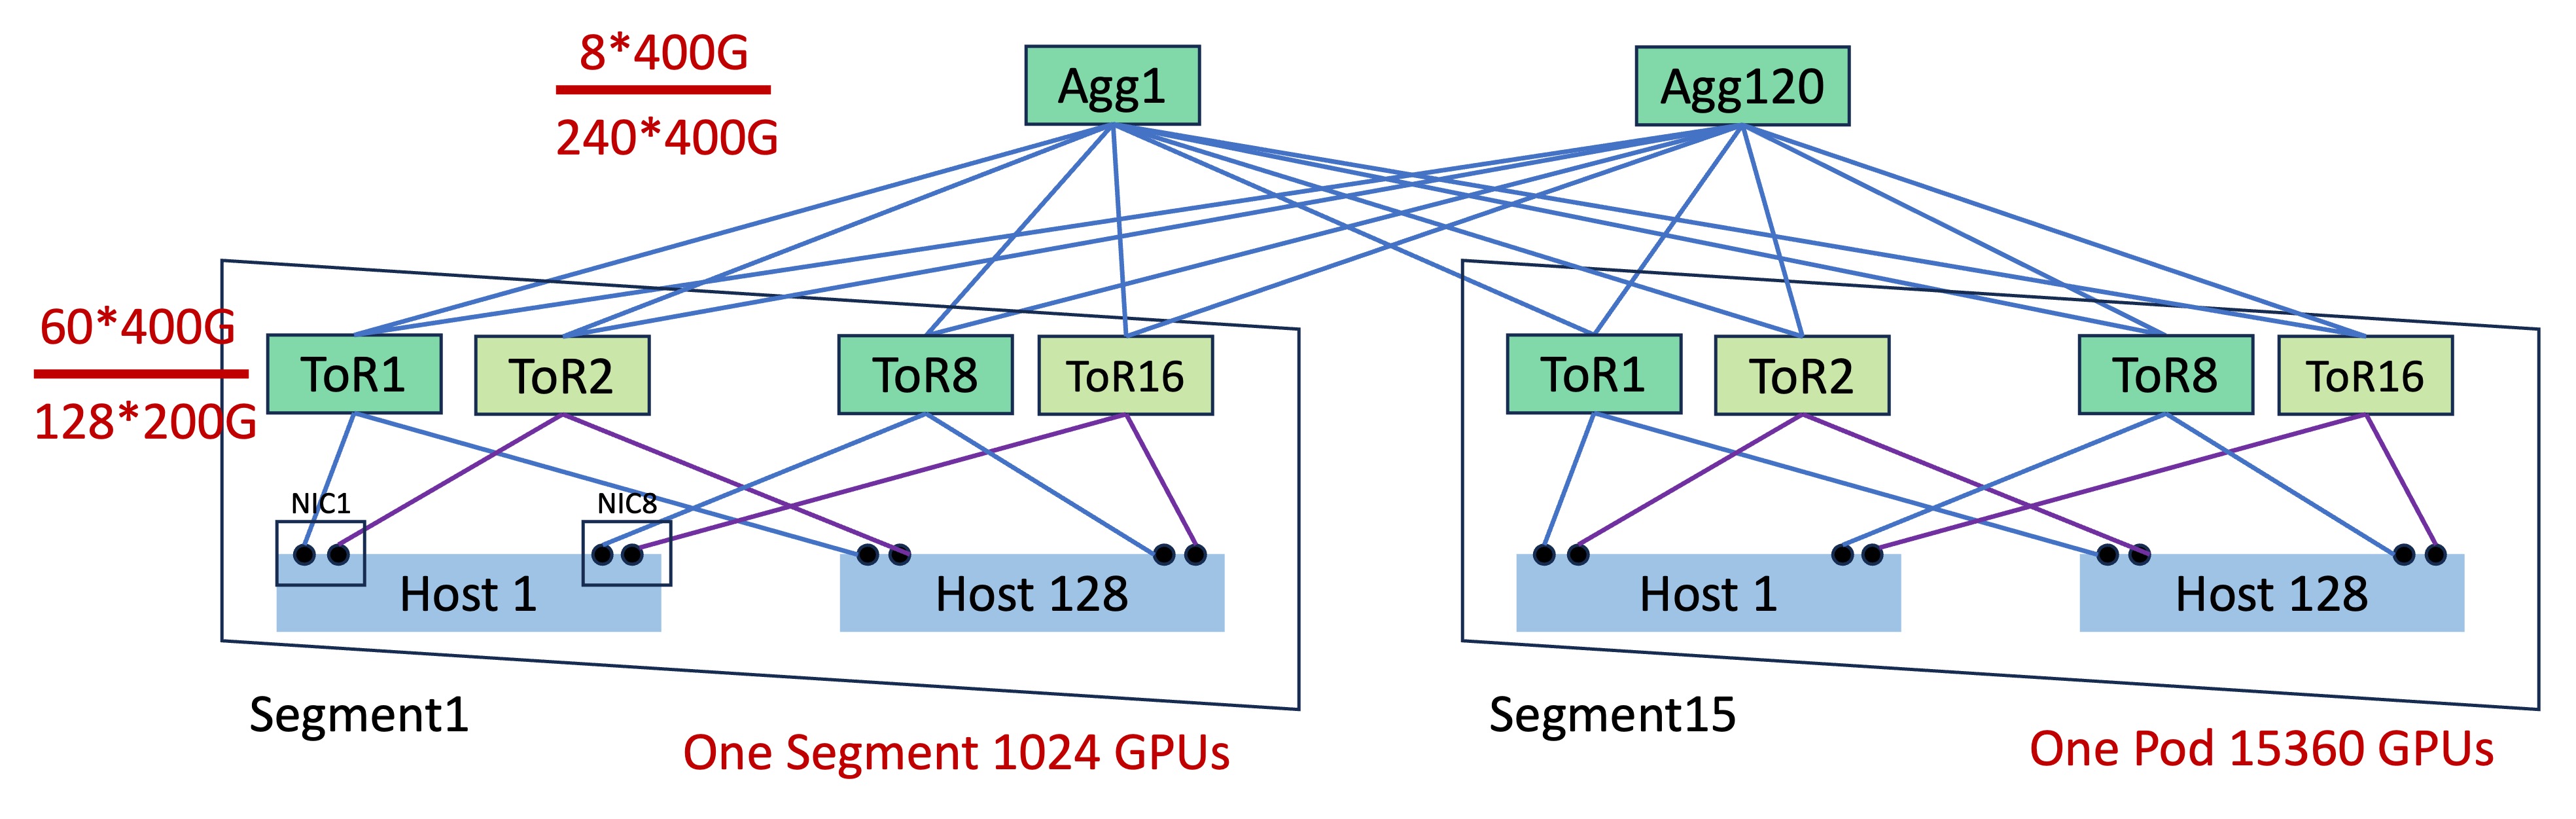 8*400G
240*400G
Agg1
Agg120
60*400G
128*200G
ToR1
ToR2
ToR8
ToR16
ToR1
ToR2
ToR8
ToR16
NIC1
NIC8
Host 1
Host 128
Host 1
Host 128
Segment1
One Segment 1024 GPUs
Segment15
One Pod 15360 GPUs